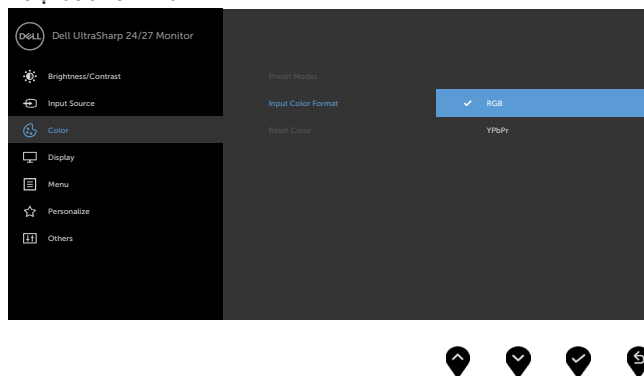 DELL Dell UltraSharp 24/27 Monitor
Brightness/Contrast
Preset Modes
Input Source
Input Color Format
RGB
Color
Reset Color
YPbPr
Display
Menu
Personalize
Others